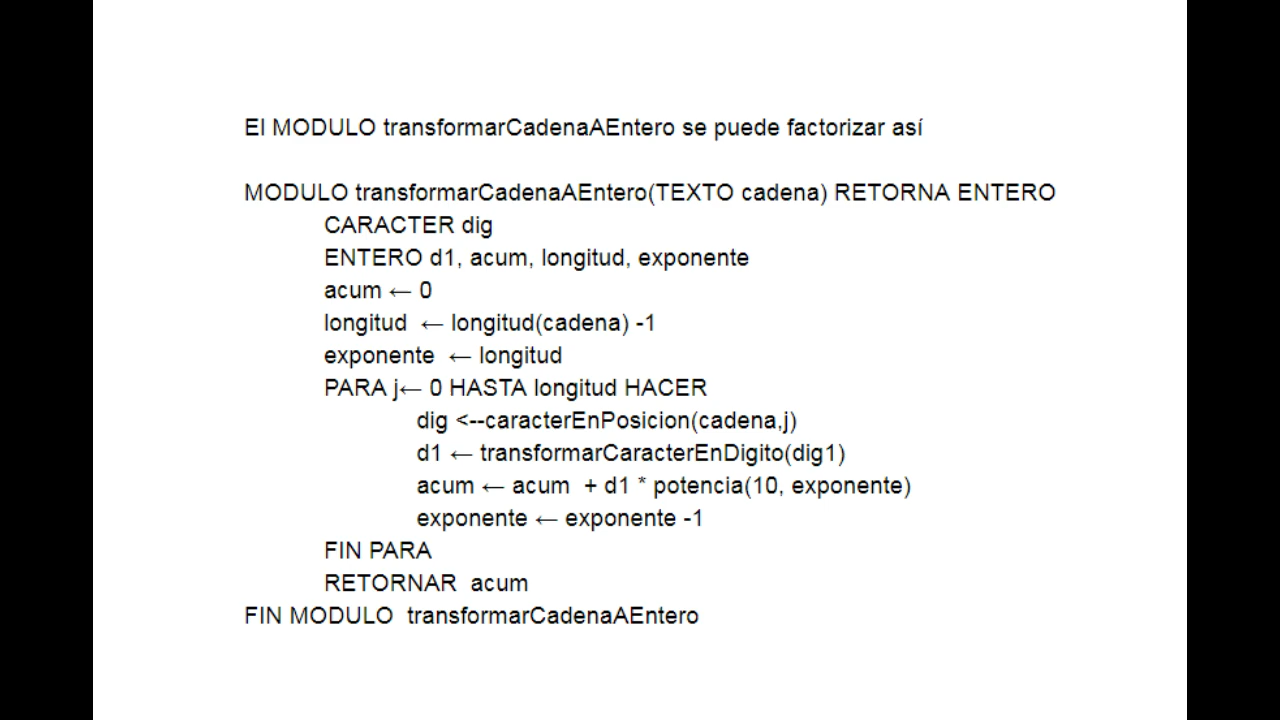 El MODULO transformarCadenaAEntero se puede factorizar así
MODULO transformarCadenaAEntero(TEXTO cadena) RETORNA ENTERO
CARACTER dig
ENTERO d1, acum, longitud, exponente
acum ← 0
longitud ← longitud(cadena) -1
exponente ← longitud
PARA j← 0 HASTA longitud HACER
dig <--caracterEnPosicion(cadena,j)
d1 ← transformarCaracterEnDigito(dig1)
acum ← acum + d1 * potencia(10, exponente)
exponente ← exponente -1
FIN PARA
RETORNAR acum
FIN MODULO transformarCadenaAEntero